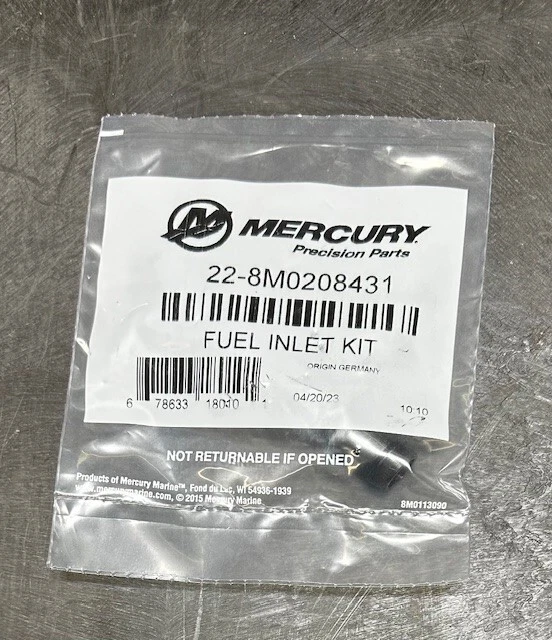 MERCURY
Precision Parts
22-8M0208431
FUEL INLET KIT
ORIGIN GERMANY
6 78633 18010 1 04/20/23 10:10
NOT RETURNABLE IF OPENED
Products of Mercury Marine™, Fond du Lac, WI 54936-1939
www.mercurymarine.com, © 2015 Mercury Marine
8M0113090